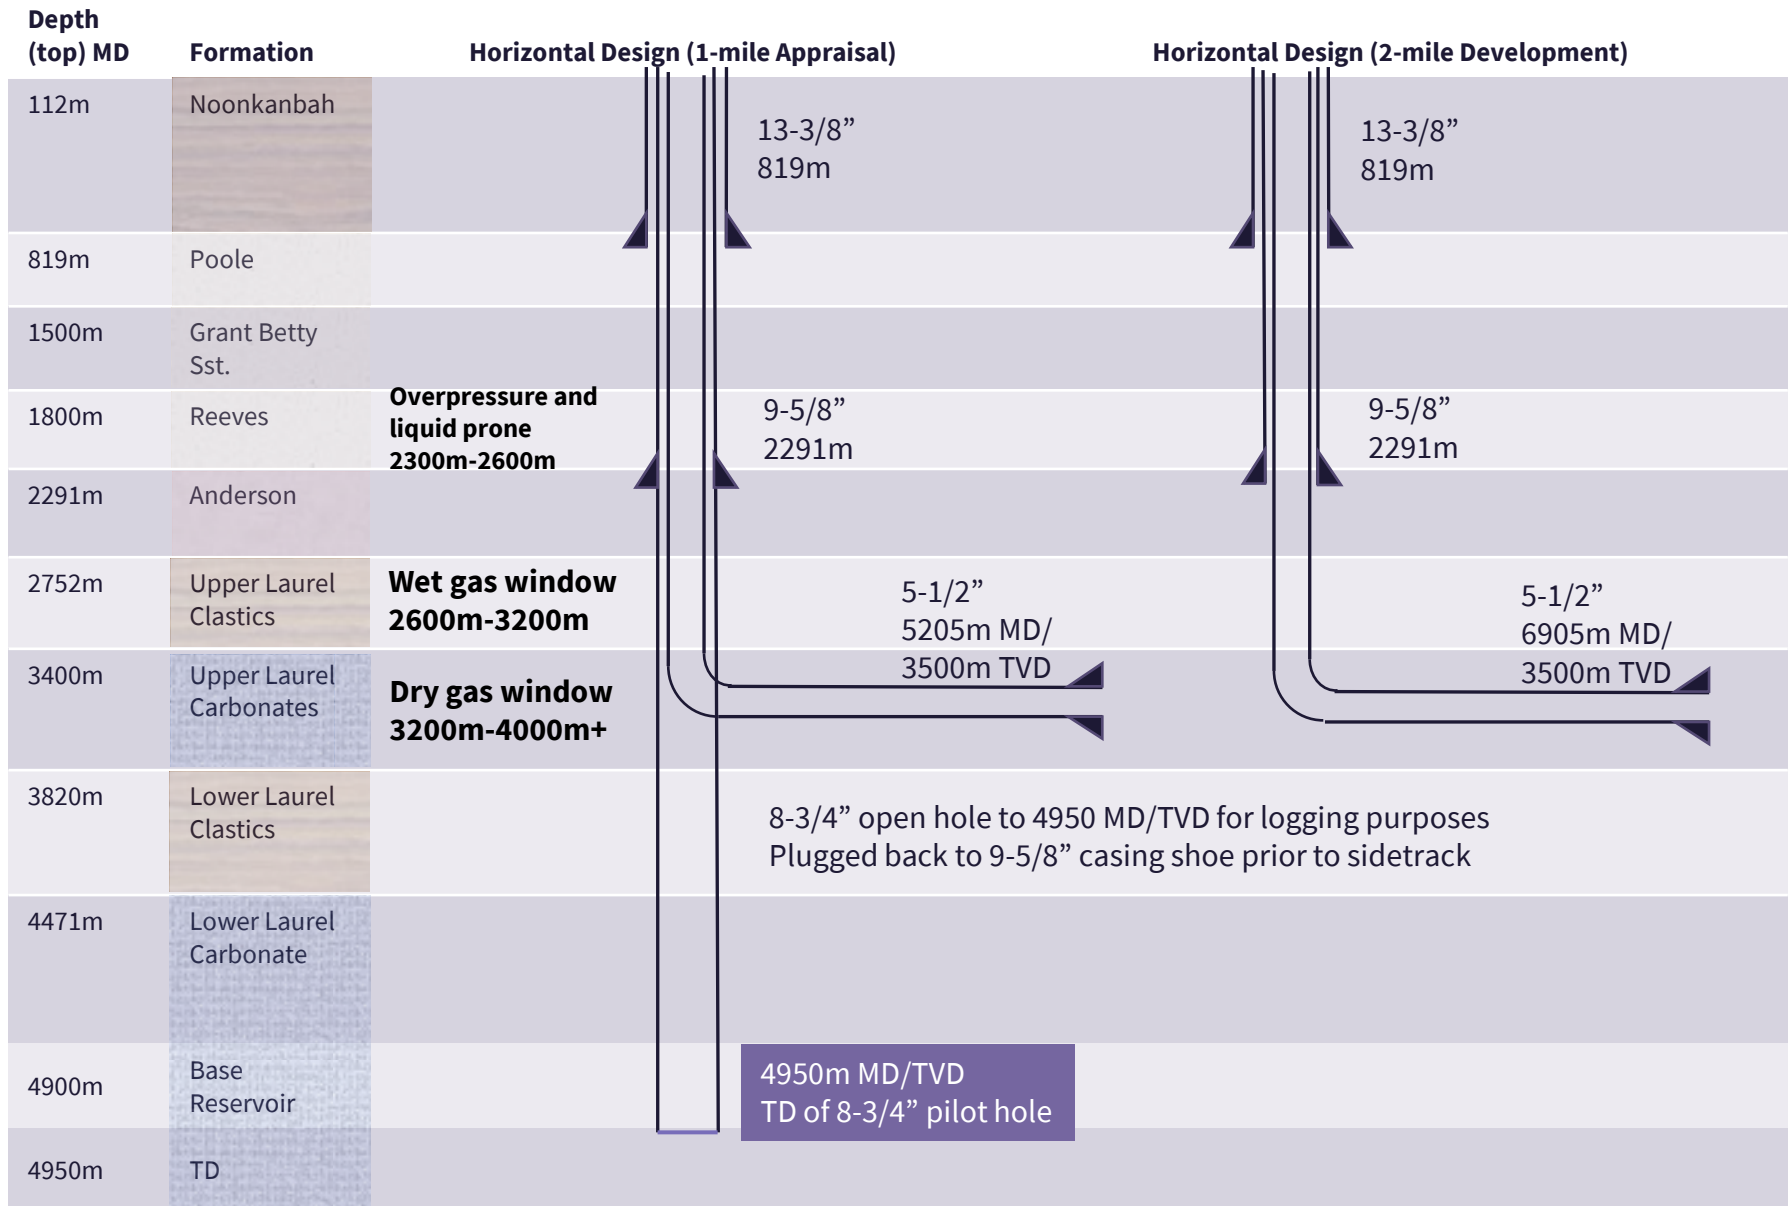 Depth
(top) MD
Formation
Horizontal Design (1-mile Appraisal)
Horizontal Design (2-mile Development)
112m
Noonkanbah
13-3/8”
819m
13-3/8”
819m
819m
Poole
1500m
Grant Betty
Sst.
1800m
Reeves
Overpressure and
liquid prone
2300m-2600m
9-5/8”
2291m
9-5/8”
2291m
2291m
Anderson
2752m
Upper Laurel
Clastics
Wet gas window
2600m-3200m
5-1/2”
5205m MD/
3500m TVD
5-1/2”
6905m MD/
3500m TVD
3400m
Upper Laurel
Carbonates
Dry gas window
3200m-4000m+
3820m
Lower Laurel
Clastics
8-3/4” open hole to 4950 MD/TVD for logging purposes
Plugged back to 9-5/8” casing shoe prior to sidetrack
4471m
Lower Laurel
Carbonate
4900m
Base
Reservoir
4950m MD/TVD
TD of 8-3/4” pilot hole
4950m
TD